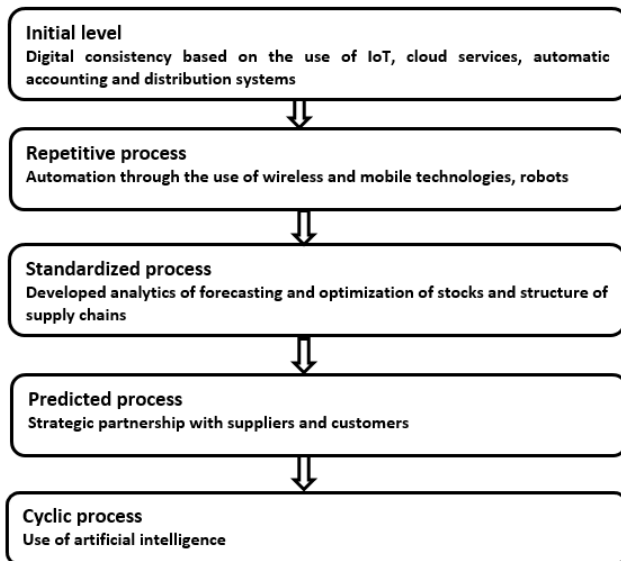 Initial level
Digital consistency based on the use of IoT, cloud services, automatic
accounting and distribution systems
Repetitive process
Automation through the use of wireless and mobile technologies, robots
Standardized process
Developed analytics of forecasting and optimization of stocks and structure of
supply chains
Predicted process
Strategic partnership with suppliers and customers
Cyclic process
Use of artificial intelligence